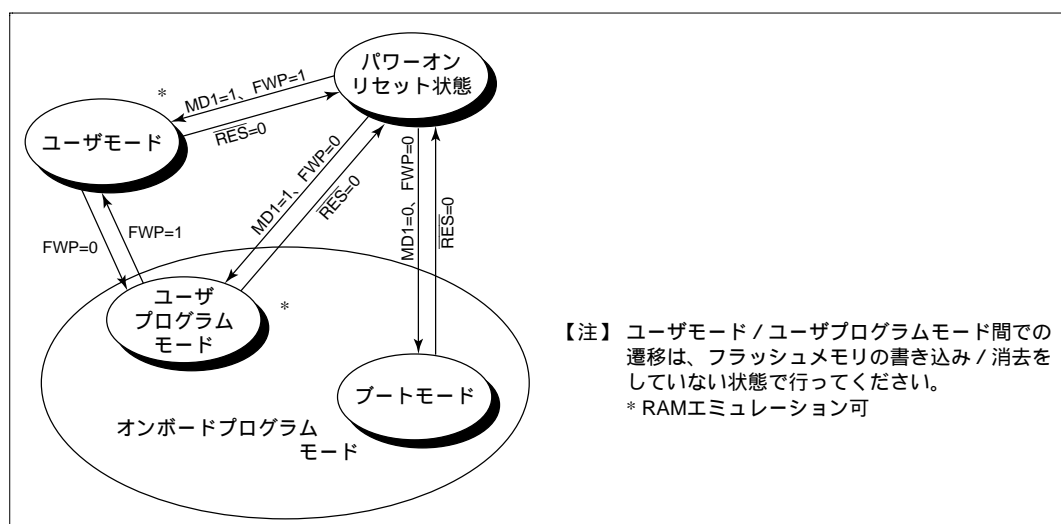 パワーオン
リセット状態
MD1=1、FWP=1
RES=0
*
ユーザモード
MD1=1、FWP=0
RES=0
MD1=0、FWP=0
RES=0
FWP=0
FWP=1
ユーザ
プログラム
モード
*
ブートモード
オンボードプログラム
モード
【注】 ユーザモード / ユーザプログラムモード間での
遷移は、フラッシュメモリの書き込み / 消去を
していない状態で行ってください。
* RAMエミュレーション可